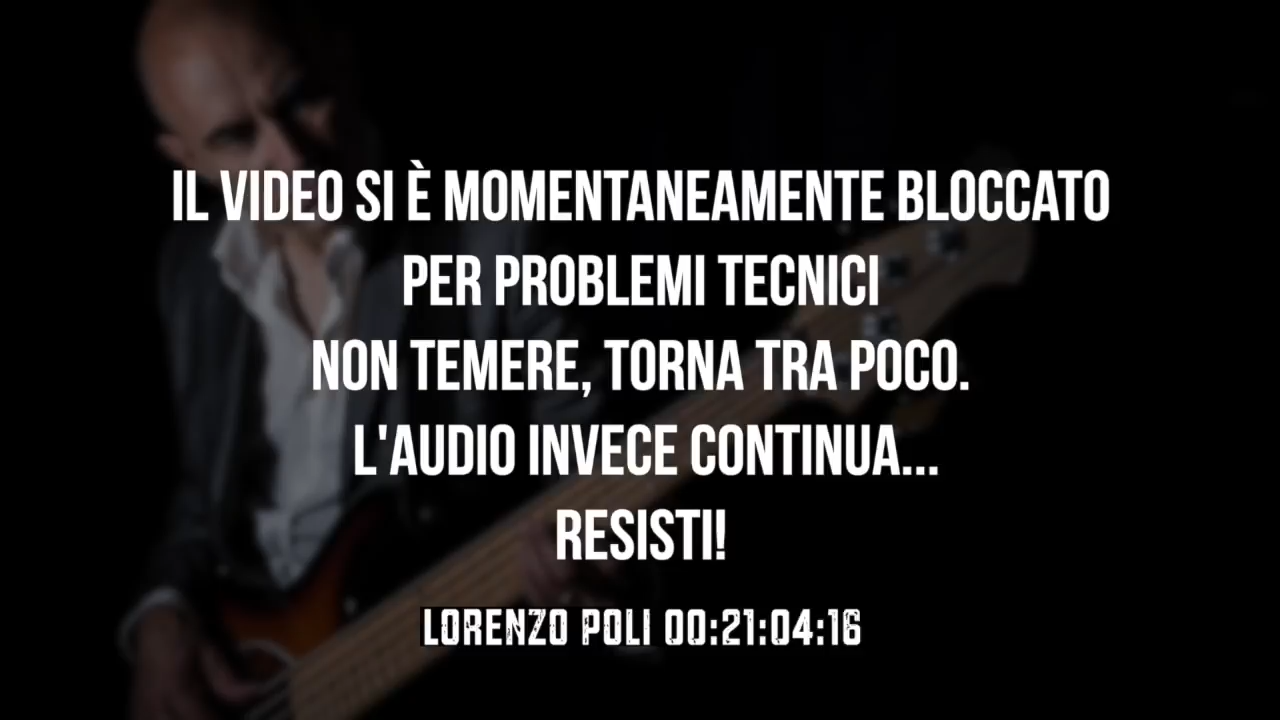 IL VIDEO SI È MOMENTANEAMENTE BLOCCATO
PER PROBLEMI TECNICI
NON TEMERE, TORNA TRA POCO.
L'AUDIO INVECE CONTINUA...
RESISTI!
LORENZO POLI 00:21:04:16